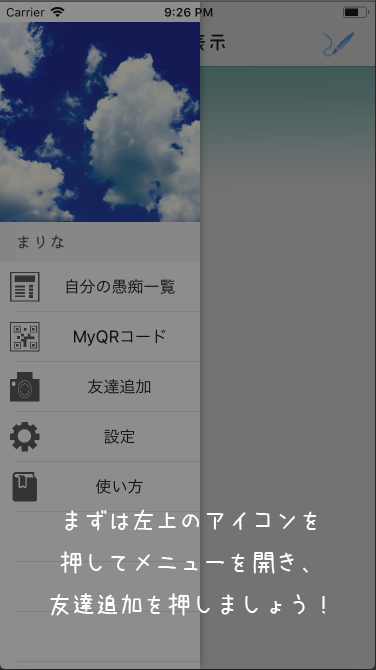 Carrier 9:26 PM
表示
まりな
自分の愚痴一覧
MyQRコード
友達追加
設定
使い方
まずは左上のアイコンを
押してメニューを開き、
友達追加を押しましょう！